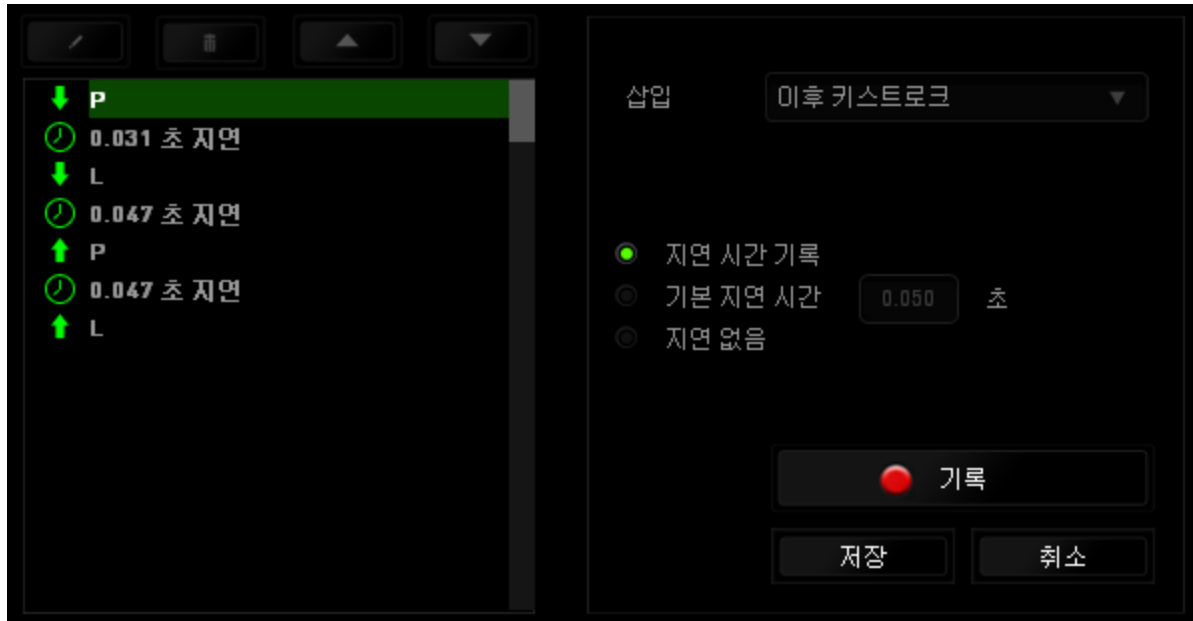 P
0.031 초 지연
L
0.047 초 지연
P
0.047 초 지연
L
삽입 이후 키스트로크
지연 시간 기록
기본 지연 시간 0.050 초
지연 없음
기록
저장 취소